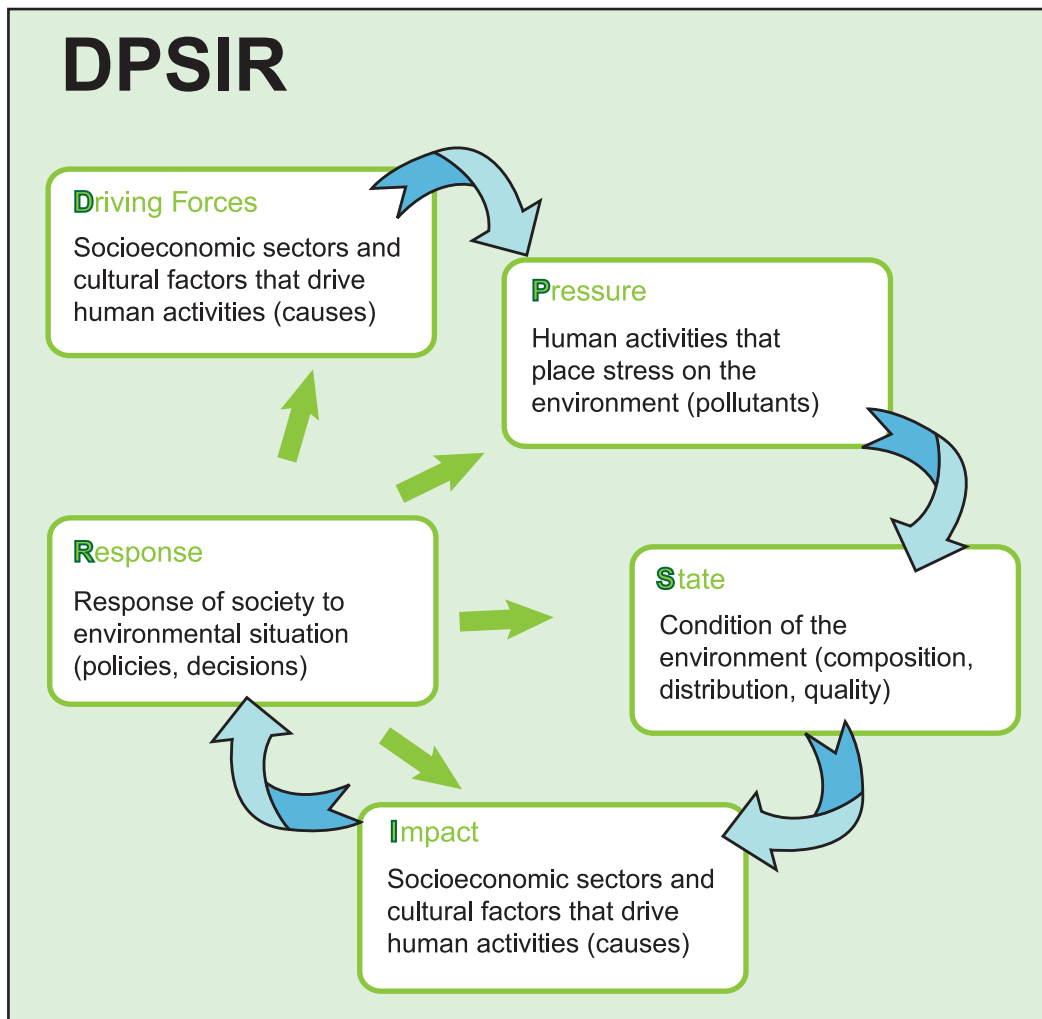 DPSIR
Driving Forces
Socioeconomic sectors and
cultural factors that drive
human activities (causes)
Pressure
Human activities that
place stress on the
environment (pollutants)
Response
Response of society to
environmental situation
(policies, decisions)
State
Condition of the
environment (composition,
distribution, quality)
Impact
Socioeconomic sectors and
cultural factors that drive
human activities (causes)